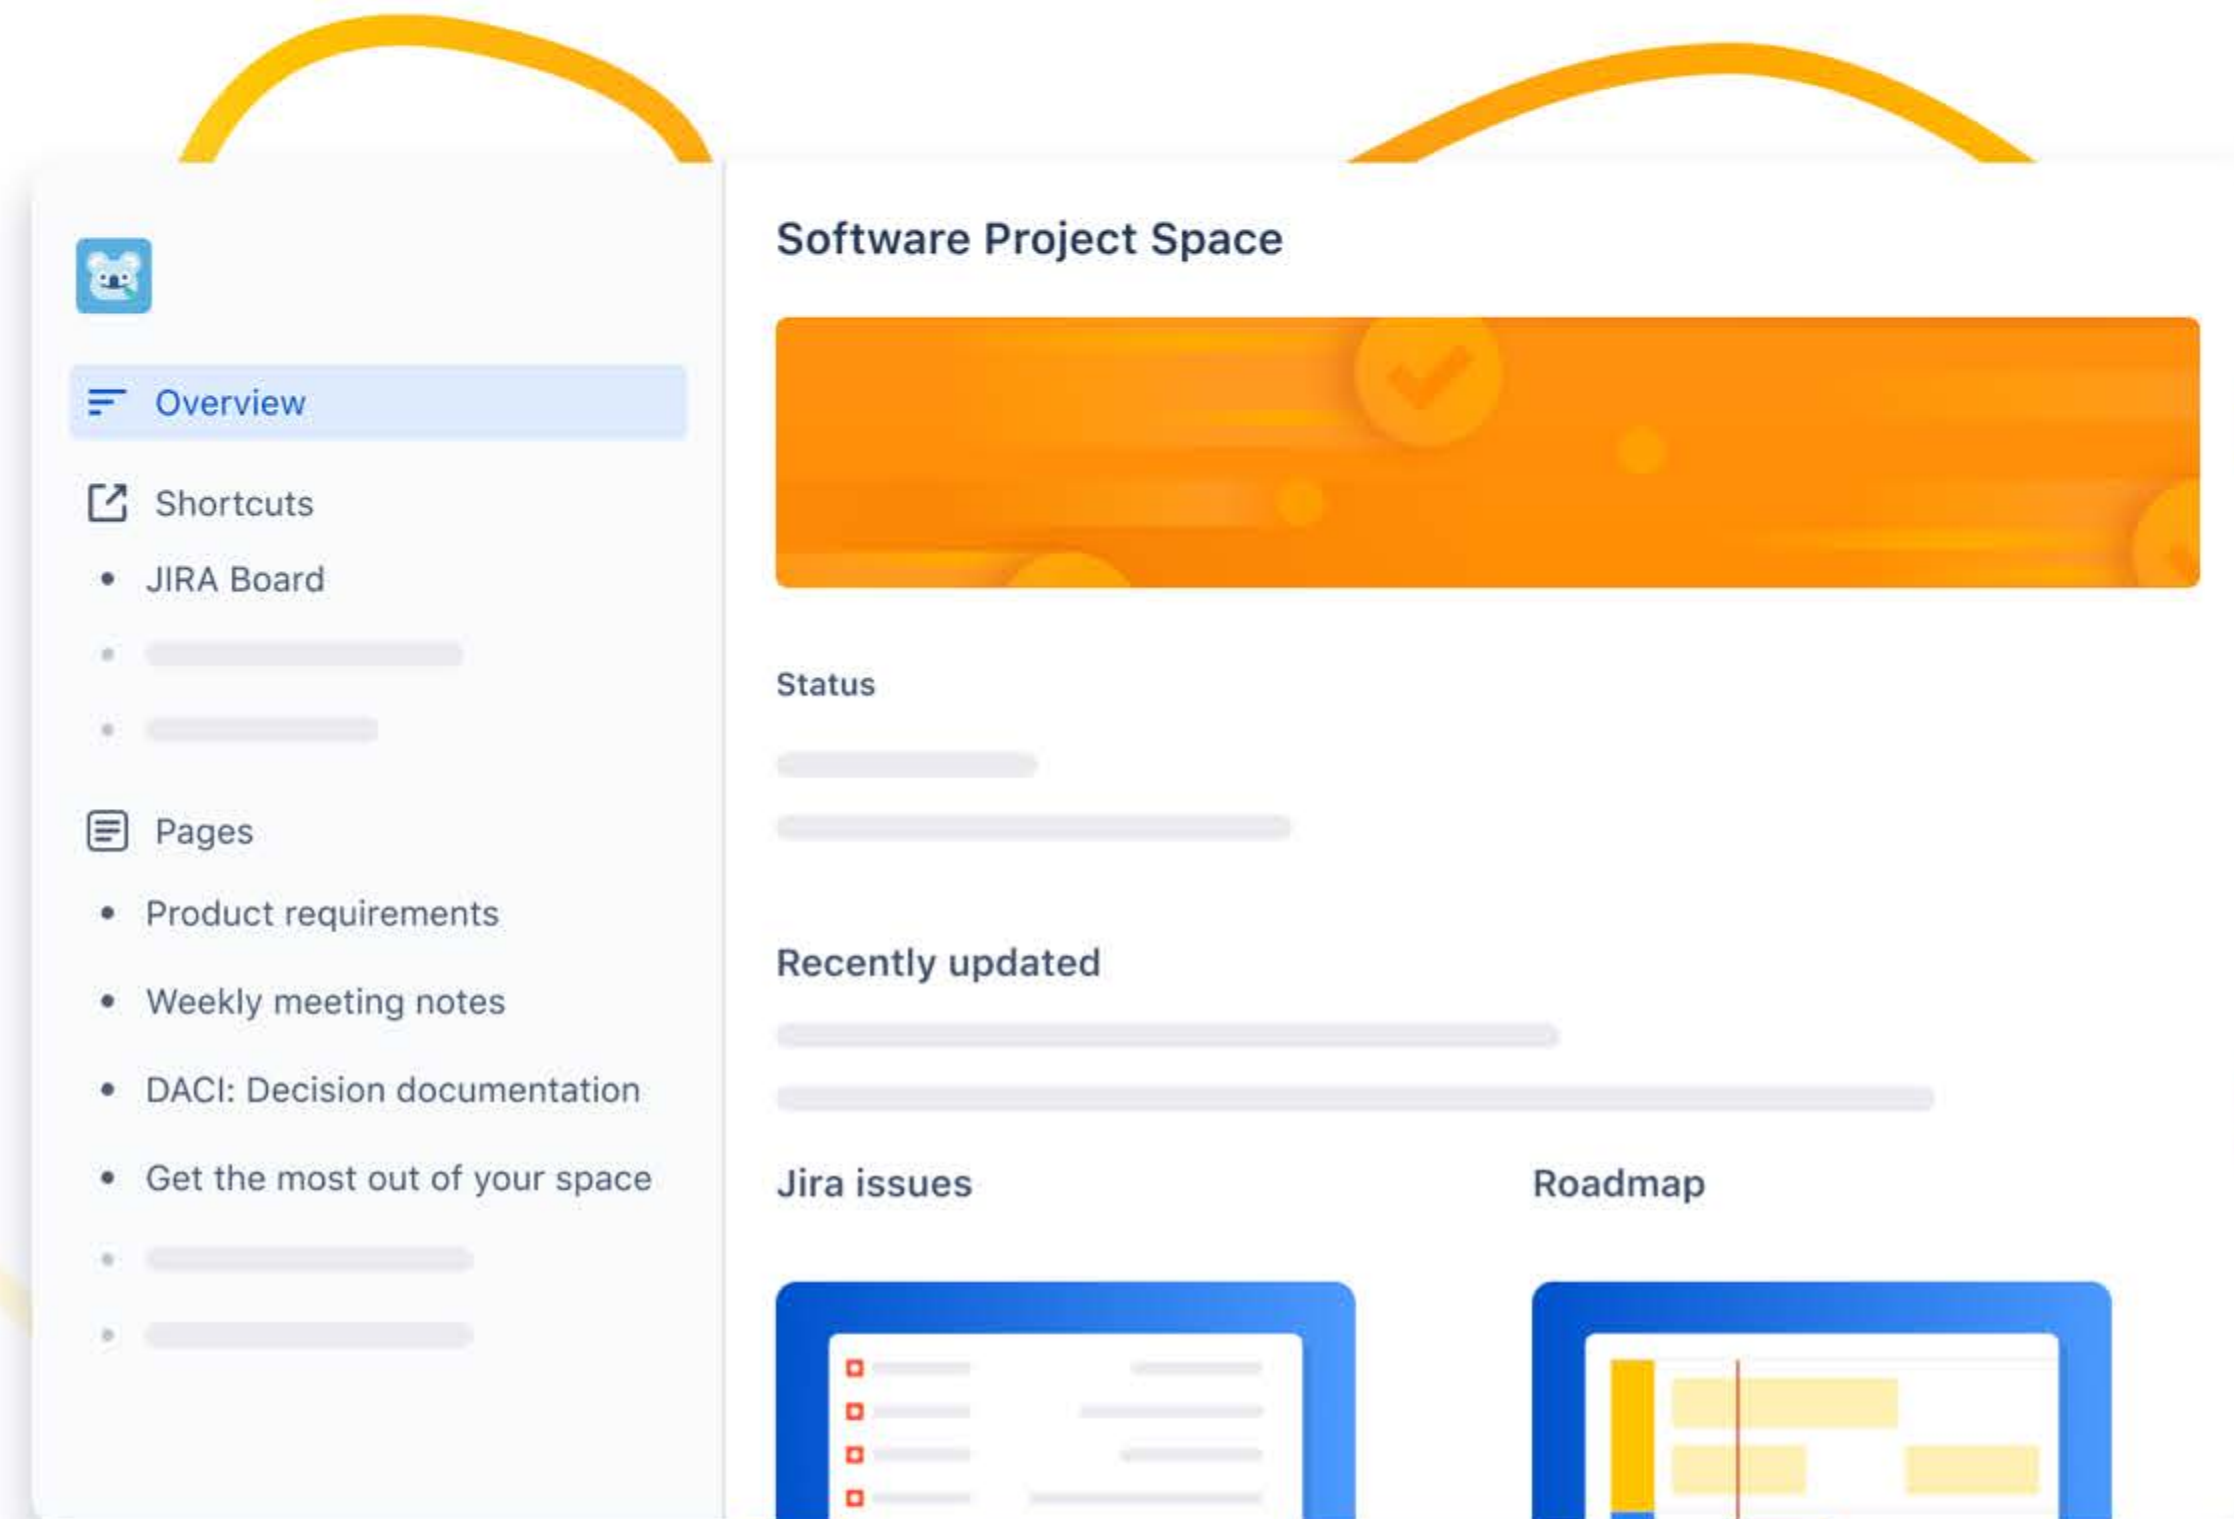 Overview
Shortcuts
JIRA Board
Pages
Product requirements
Weekly meeting notes
DACI: Decision documentation
Get the most out of your space
Software Project Space
Status
Recently updated
Jira issues
Roadmap